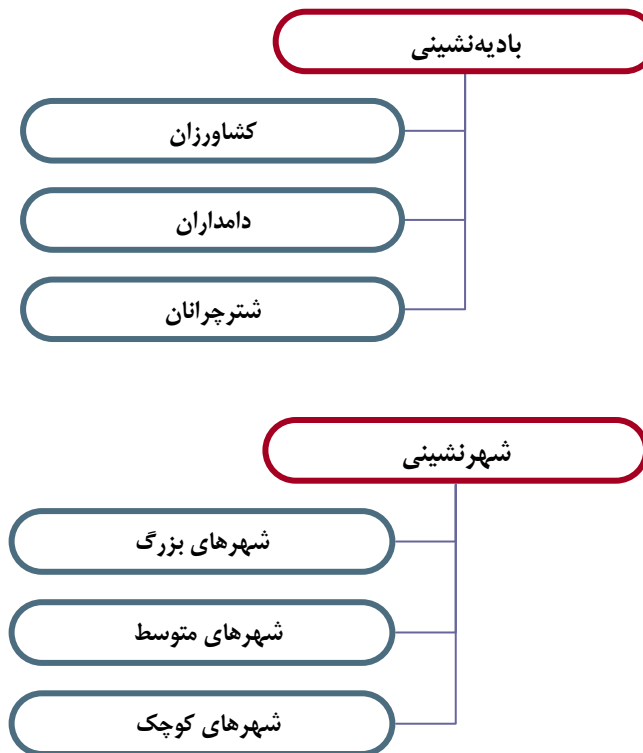 بادیه‌نشینی
کشاورزان
دامداران
شترچرانان
شهرنشینی
شهرهای بزرگ
شهرهای متوسط
شهرهای کوچک